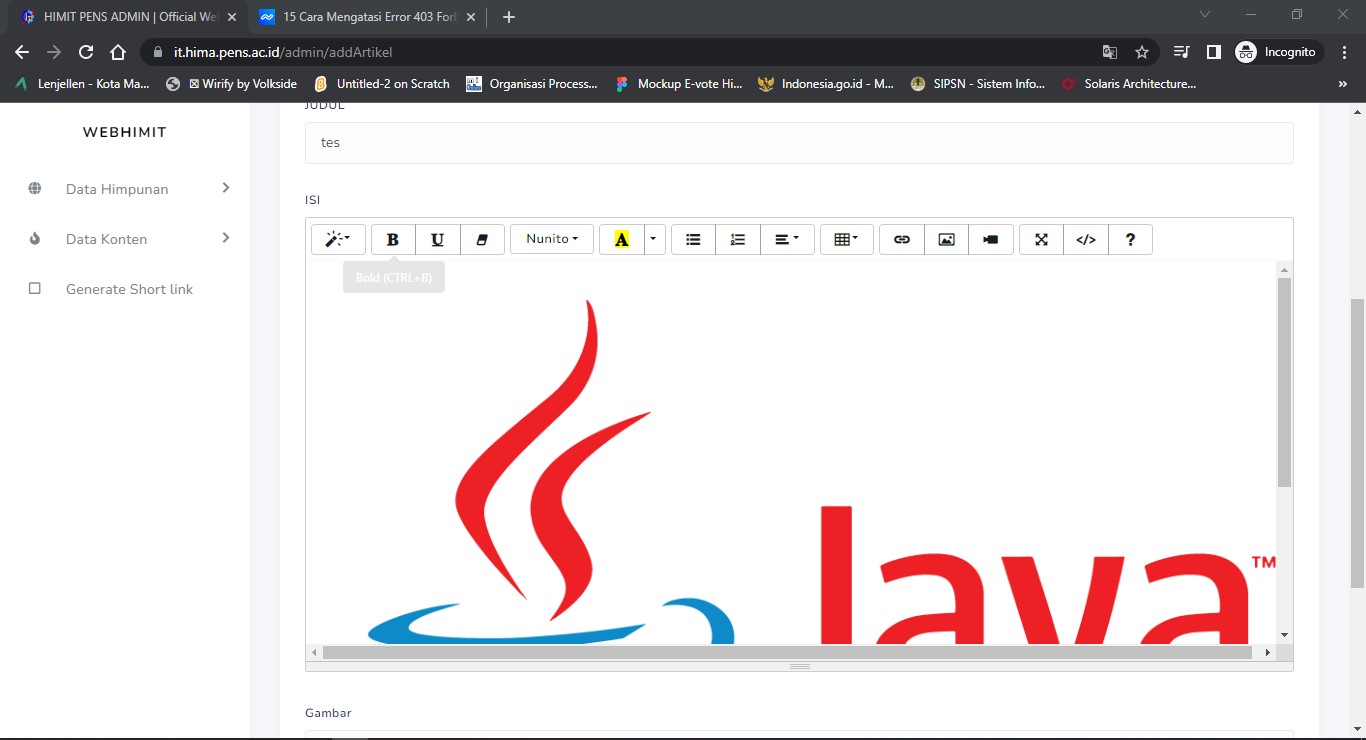 HIMIT PENS ADMIN | Official We
15 Cara Mengatasi Error 403 Forb
it.hima.pens.ac.id/admin/addArtikel
Incognito
Lenjellen - Kota Ma...
Wirify by Volkside
Untitled-2 on Scratch
Organisasi Process...
Mockup E-vote Hi...
Indonesia.go.id - M...
SIPSN - Sistem Info...
Solaris Architecture...
»
WEBHIMIT
Data Himpunan
Data Konten
Generate Short link
JUDUL
tes
ISI
B U Nunito A </> ?
Bold (CTRL+B)
Java™
Gambar